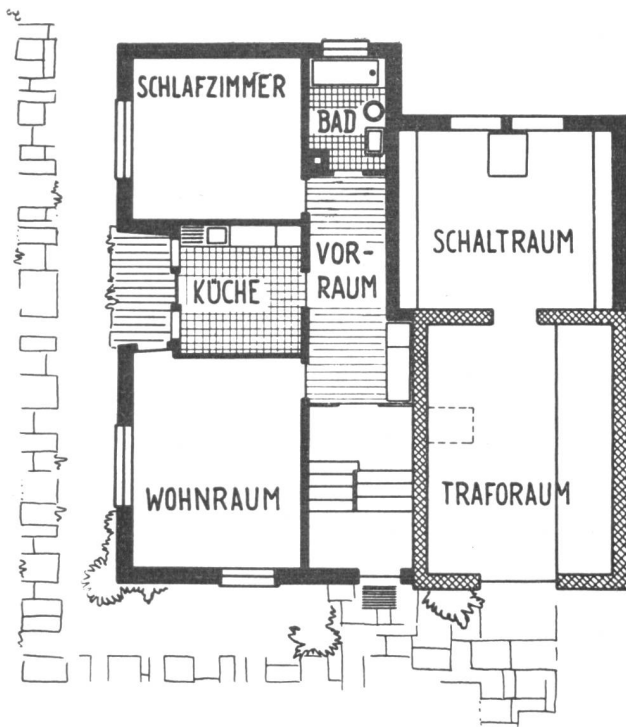 SCHLAFZIMMER
BAD
SCHALTRAUM
KÜCHE
VOR-
RAUM
WOHNRAUM
TRAFORAUM